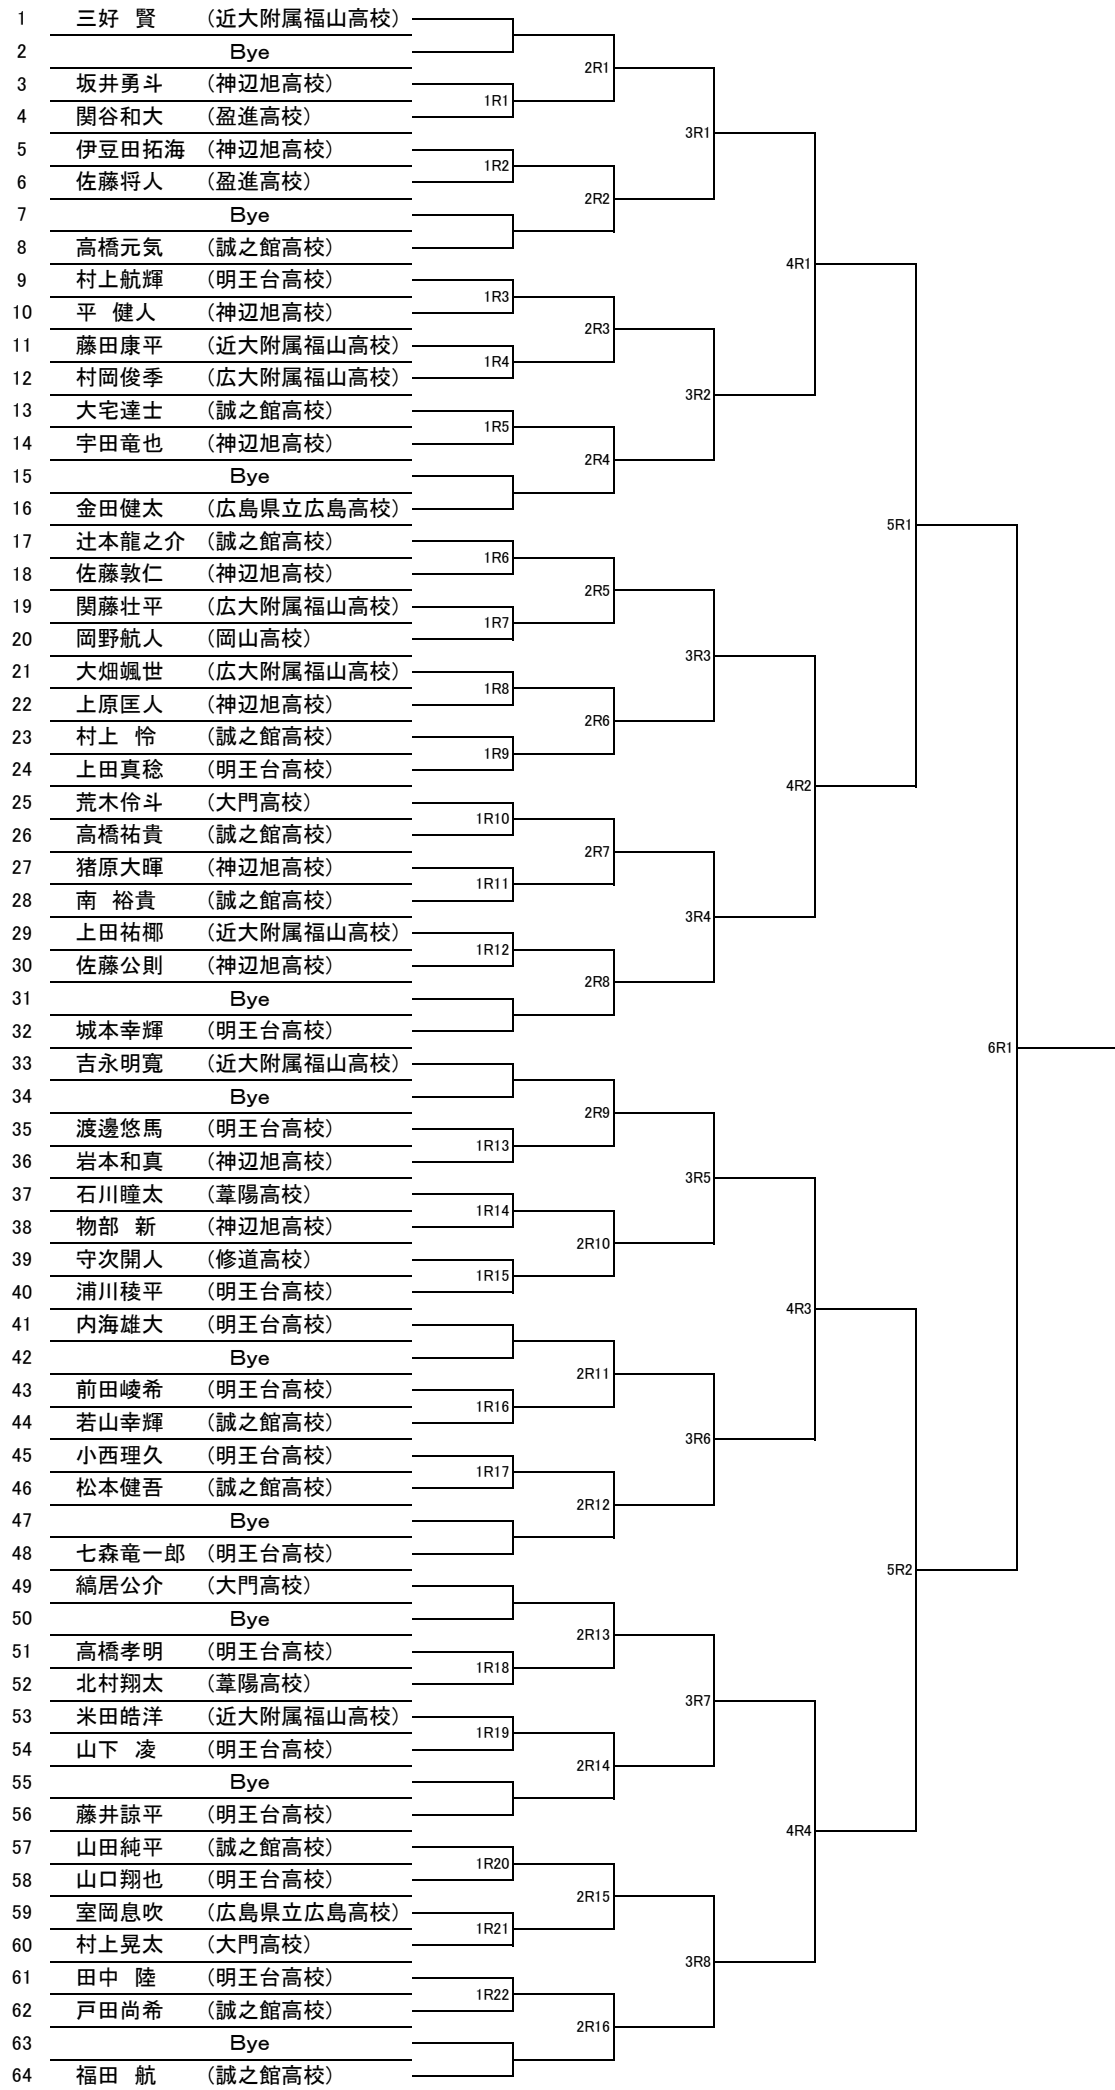 1 三好 賢 (近大附属福山高校)
2 Bye
2R1
3 坂井勇斗 (神辺旭高校)
1R1
4 関谷和大 (盈進高校)
3R1
5 伊豆田拓海 (神辺旭高校)
1R2
6 佐藤将人 (盈進高校)
2R2
7 Bye
8 高橋元気 (誠之館高校)
4R1
9 村上航輝 (明王台高校)
1R3
10 平 健人 (神辺旭高校)
2R3
11 藤田康平 (近大附属福山高校)
1R4
12 村岡俊季 (広大附属福山高校)
3R2
13 大宅達士 (誠之館高校)
1R5
14 宇田竜也 (神辺旭高校)
2R4
15 Bye
16 金田健太 (広島県立広島高校)
5R1
17 辻本龍之介 (誠之館高校)
1R6
18 佐藤敦仁 (神辺旭高校)
2R5
19 関藤壮平 (広大附属福山高校)
1R7
20 岡野航人 (岡山高校)
3R3
21 大畑颯世 (広大附属福山高校)
1R8
22 上原匡人 (神辺旭高校)
2R6
23 村上 怜 (誠之館高校)
1R9
24 上田真稔 (明王台高校)
4R2
25 荒木伶斗 (大門高校)
1R10
26 高橋祐貴 (誠之館高校)
2R7
27 猪原大暉 (神辺旭高校)
1R11
28 南 裕貴 (誠之館高校)
3R4
29 上田祐梛 (近大附属福山高校)
1R12
30 佐藤公則 (神辺旭高校)
2R8
31 Bye
32 城本幸輝 (明王台高校)
6R1
33 吉永明寛 (近大附属福山高校)
34 Bye
2R9
35 渡邊悠馬 (明王台高校)
1R13
36 岩本和真 (神辺旭高校)
3R5
37 石川瞳太 (葦陽高校)
1R14
38 物部 新 (神辺旭高校)
2R10
39 守次開人 (修道高校)
1R15
40 浦川稜平 (明王台高校)
4R3
41 内海雄大 (明王台高校)
42 Bye
2R11
43 前田崚希 (明王台高校)
1R16
44 若山幸輝 (誠之館高校)
3R6
45 小西理久 (明王台高校)
1R17
46 松本健吾 (誠之館高校)
2R12
47 Bye
48 七森竜一郎 (明王台高校)
5R2
49 縞居公介 (大門高校)
50 Bye
2R13
51 高橋孝明 (明王台高校)
1R18
52 北村翔太 (葦陽高校)
3R7
53 米田皓洋 (近大附属福山高校)
1R19
54 山下 凌 (明王台高校)
2R14
55 Bye
56 藤井諒平 (明王台高校)
4R4
57 山田純平 (誠之館高校)
1R20
58 山口翔也 (明王台高校)
2R15
59 室岡息吹 (広島県立広島高校)
1R21
60 村上晃太 (大門高校)
3R8
61 田中 陸 (明王台高校)
1R22
62 戸田尚希 (誠之館高校)
2R16
63 Bye
64 福田 航 (誠之館高校)